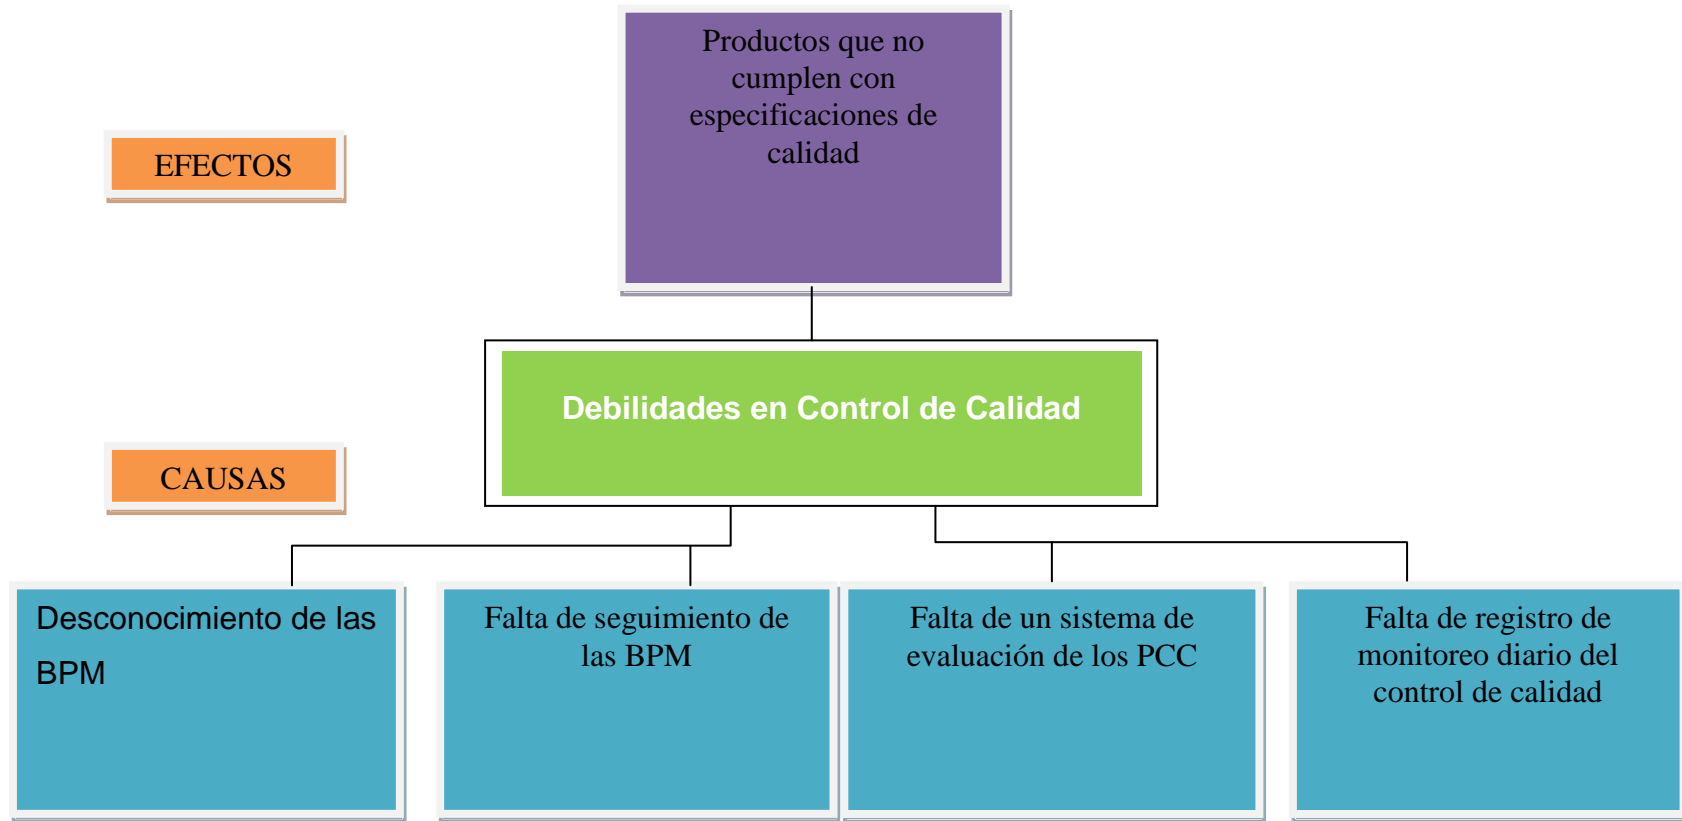 Productos que no
cumplen con
especificaciones de
calidad
EFECTOS
Debilidades en Control de Calidad
CAUSAS
Desconocimiento de las
BPM
Falta de seguimiento de
las BPM
Falta de un sistema de
evaluación de los PCC
Falta de registro de
monitoreo diario del
control de calidad